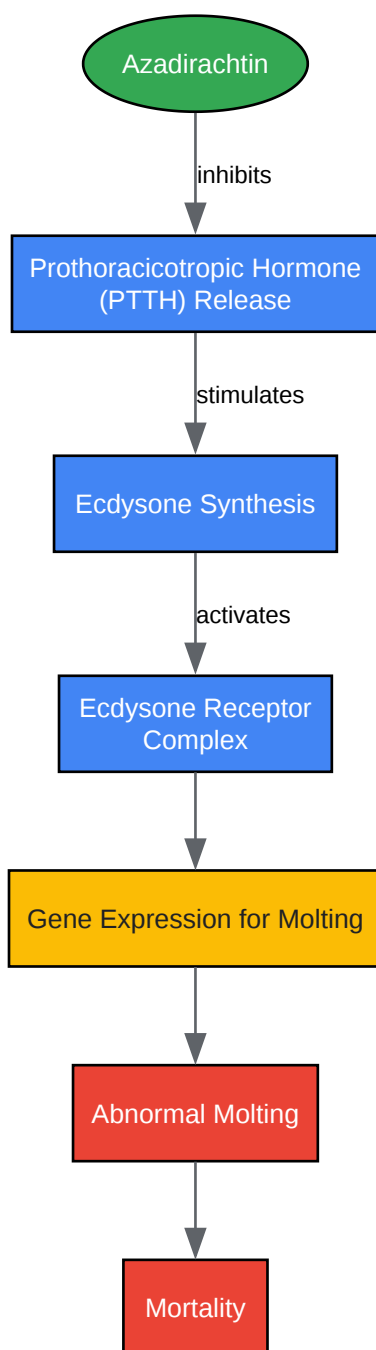 Azadirachtin
inhibits
Prothoracicotropic Hormone
(PTTH) Release
stimulates
Ecdysone Synthesis
activates
Ecdysone Receptor
Complex
Gene Expression for Molting
Abnormal Molting
Mortality